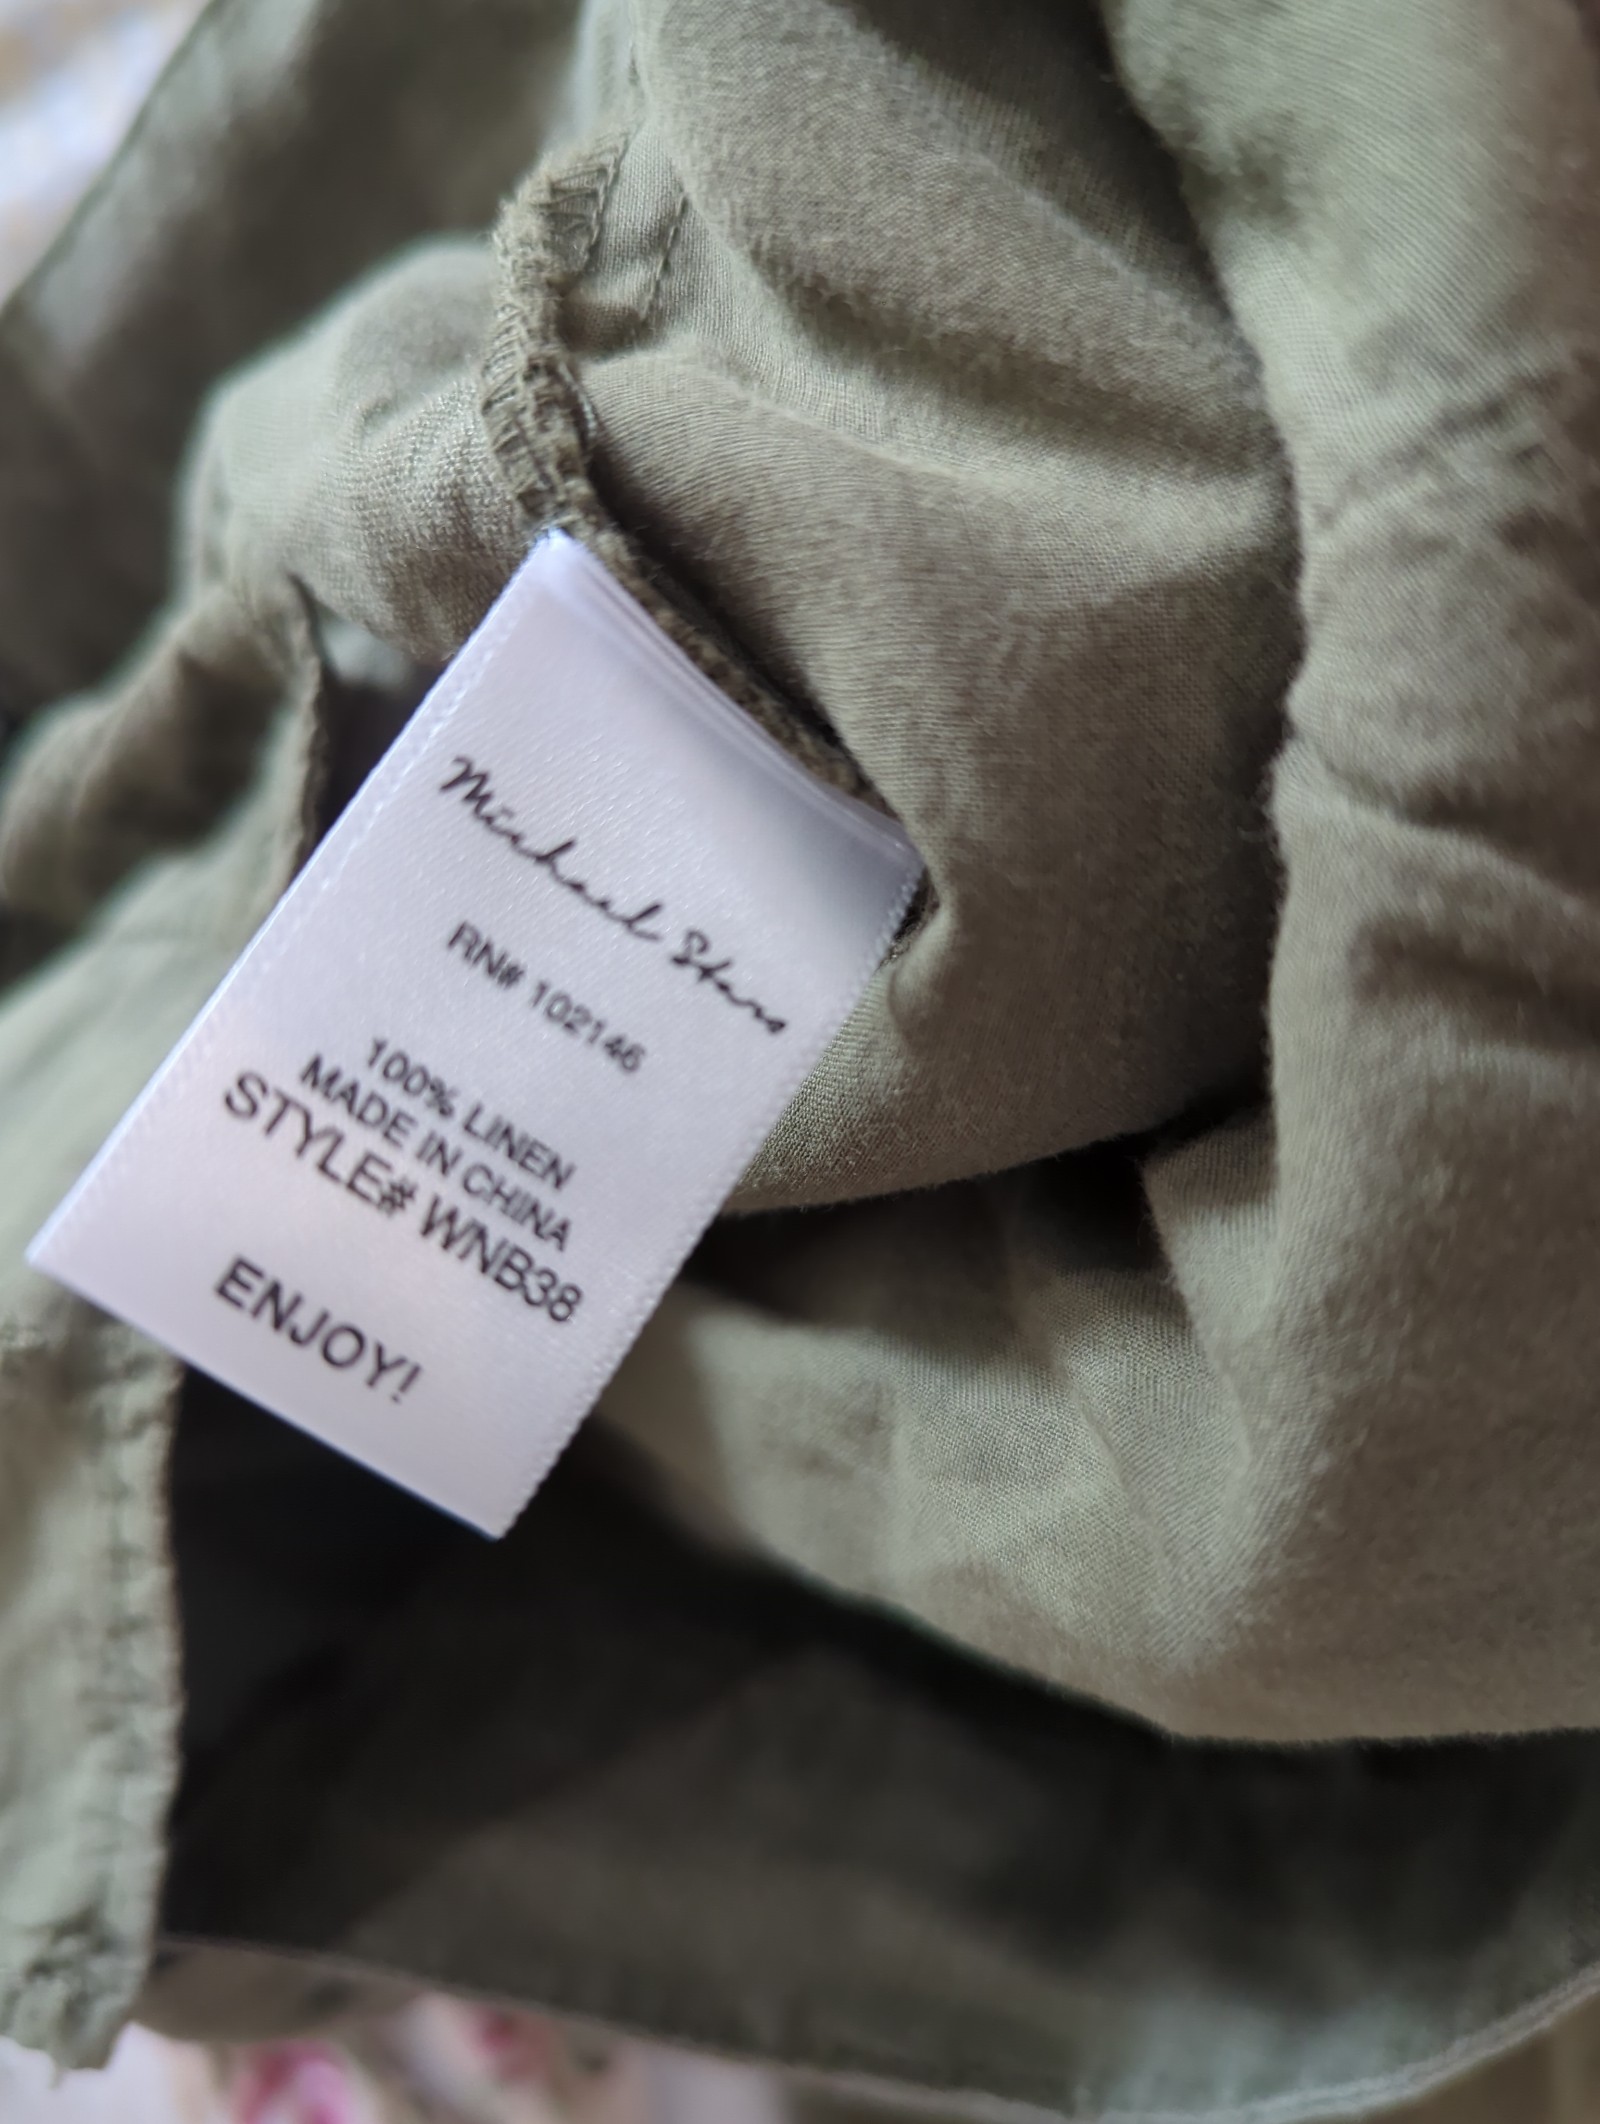 Michael Stars
RN# 102146
100% LINEN
MADE IN CHINA
STYLE# WNB38
ENJOY!